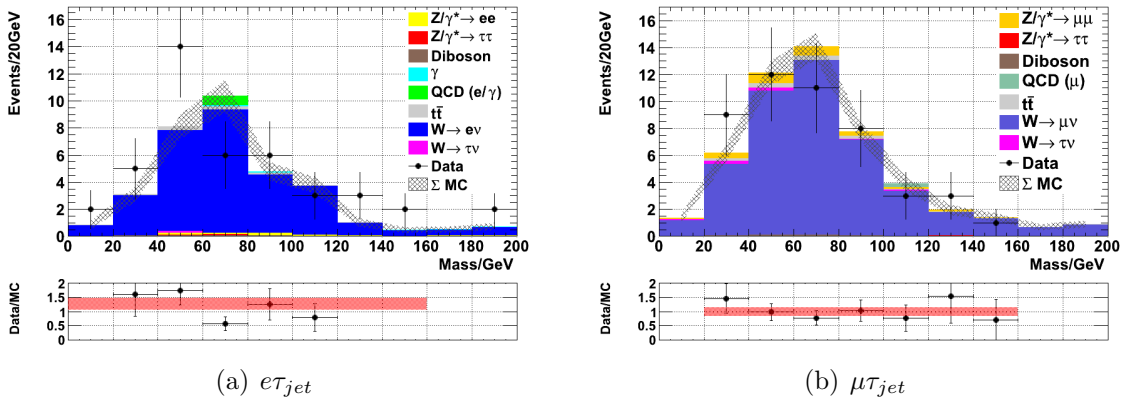 Events/20GeV
16
14
12
10
8
6
4
2
0
Z/γ*→ ee
Z/γ*→ ττ
Diboson
γ
QCD (e/γ)
tt̄
W→ eν
W→ τν
Data
Σ MC
0 20 40 60 80 100 120 140 160 180 200
Mass/GeV
Data/MC
2
1.5
1
0.5
0
(a) eτjet
Events/20GeV
16
14
12
10
8
6
4
2
0
Z/γ*→ μμ
Z/γ*→ ττ
Diboson
QCD (μ)
tt̄
W→ μν
W→ τν
Data
Σ MC
0 20 40 60 80 100 120 140 160 180 200
Mass/GeV
Data/MC
2
1.5
1
0.5
0
(b) μτjet